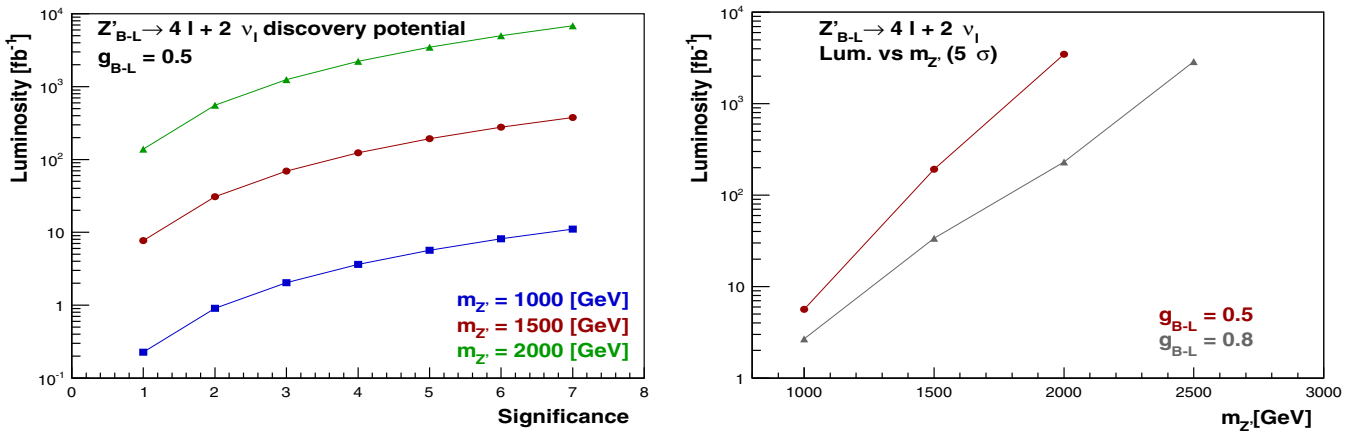 Z'B-L → 4 l + 2 νl discovery potential
gB-L = 0.5
Luminosity [fb-1]
10^4
10^3
10^2
10
1
10^-1
mZ' = 1000 [GeV]
mZ' = 1500 [GeV]
mZ' = 2000 [GeV]
0 1 2 3 4 5 6 7 8
Significance
Z'B-L → 4 l + 2 νl
Lum. vs mZ' (5 σ)
Luminosity [fb-1]
10^4
10^3
10^2
10
1
gB-L = 0.5
gB-L = 0.8
1000 1500 2000 2500 3000
mZ'[GeV]